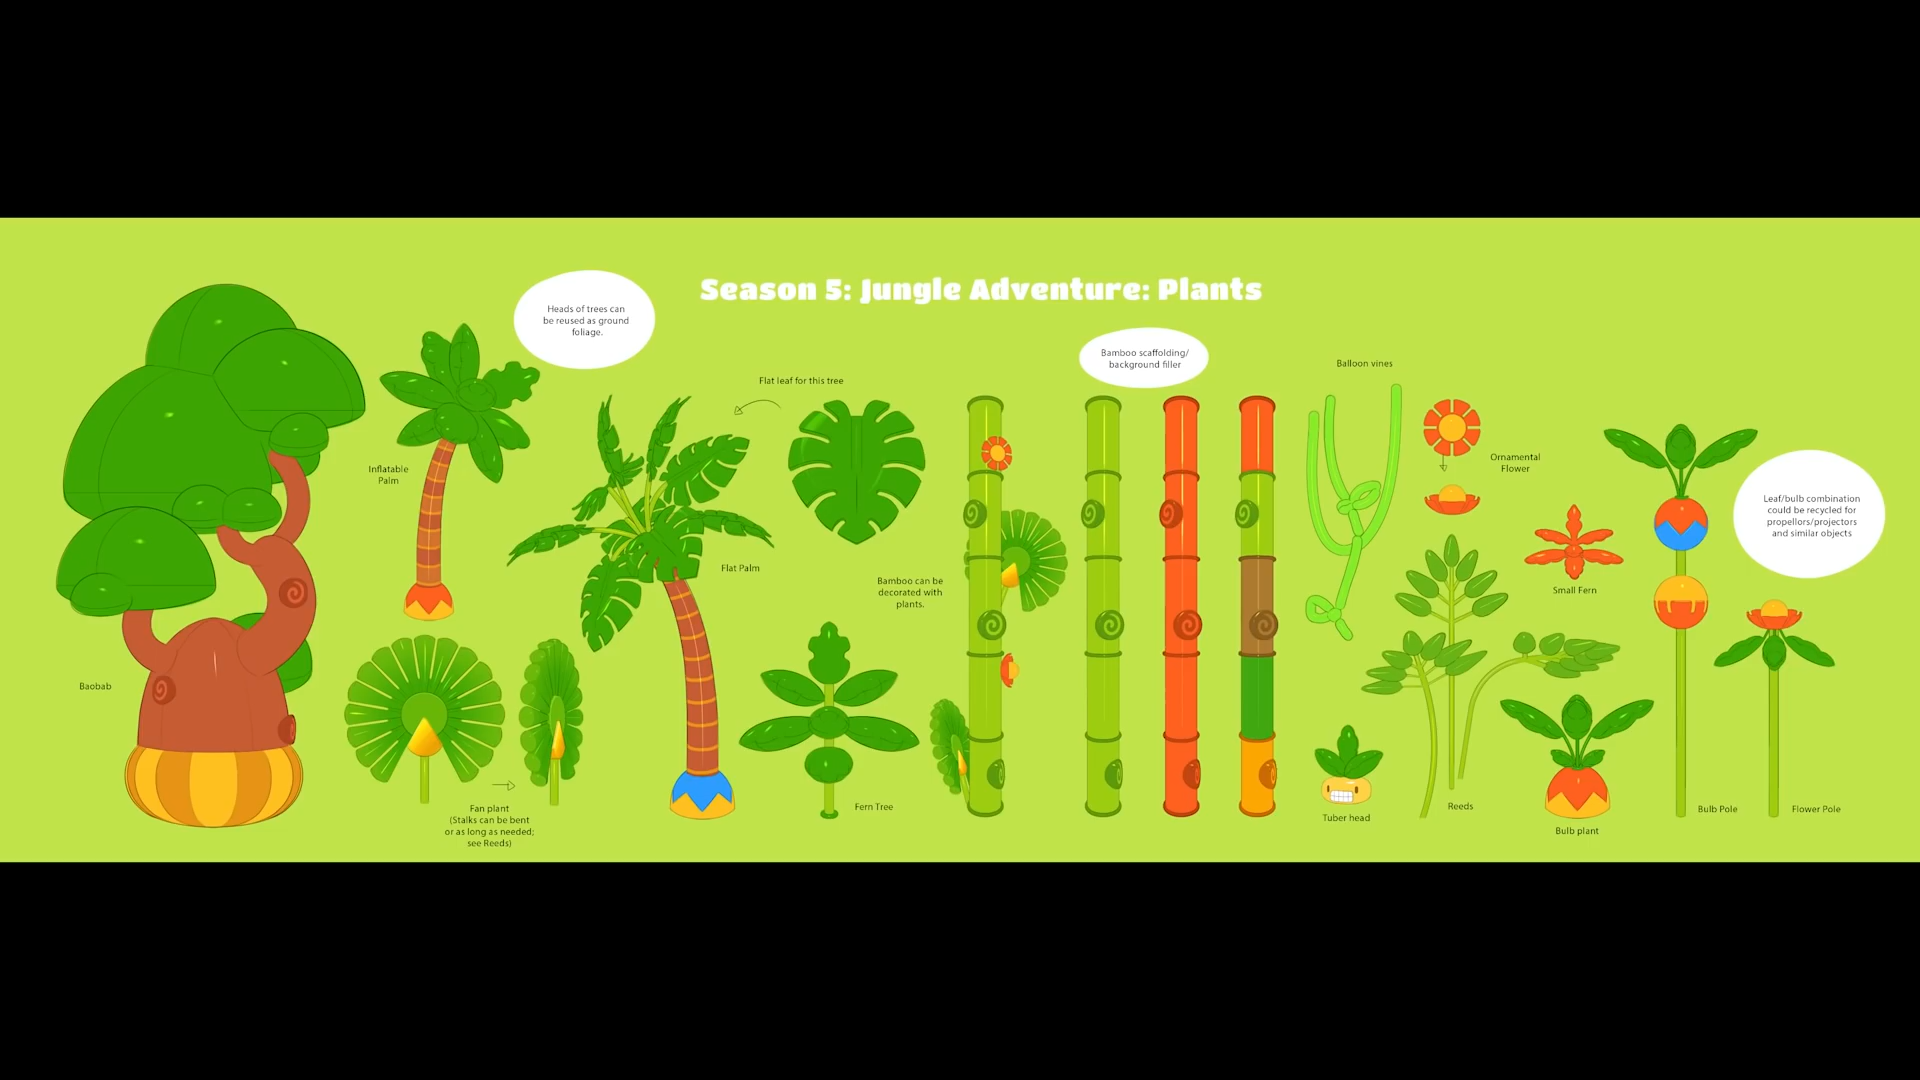 Season 5: Jungle Adventure: Plants
Heads of trees can
be reused as ground
foliage.
Bamboo scaffolding/
background filler
Balloon vines
Flat leaf for this tree
Inflatable
Palm
Ornamental
Flower
Leaf/bulb combination
could be recycled for
propellors/projectors
and similar objects
Flat Palm
Bamboo can be
decorated with
plants.
Small Fern
Baobab
Fan plant
(Stalks can be bent
or as long as needed;
see Reeds)
Fern Tree
Tuber head
Reeds
Bulb plant
Bulb Pole
Flower Pole